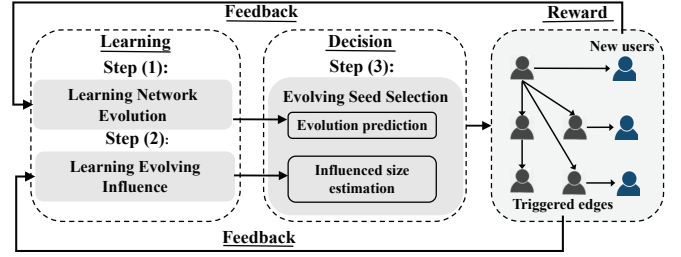 Feedback
Learning
Step (1):
Learning Network
Evolution
Step (2):
Learning Evolving
Influence
Decision
Step (3):
Evolving Seed Selection
Evolution prediction
Influenced size
estimation
Reward
New users
Triggered edges
Feedback